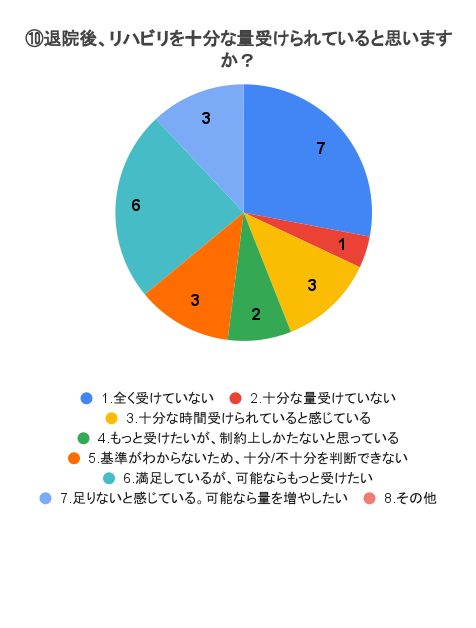 ⑩退院後、リハビリを十分な量受けられていると思います
か？
7
1
3
2
3
6
3
1.全く受けていない 2.十分な量受けていない
3.十分な時間受けられていると感じている
4.もっと受けたいが、制約上しかたないと思っている
5.基準がわからないため、十分/不十分を判断できない
6.満足しているが、可能ならもっと受けたい
7.足りないと感じている。可能なら量を増やしたい 8.その他